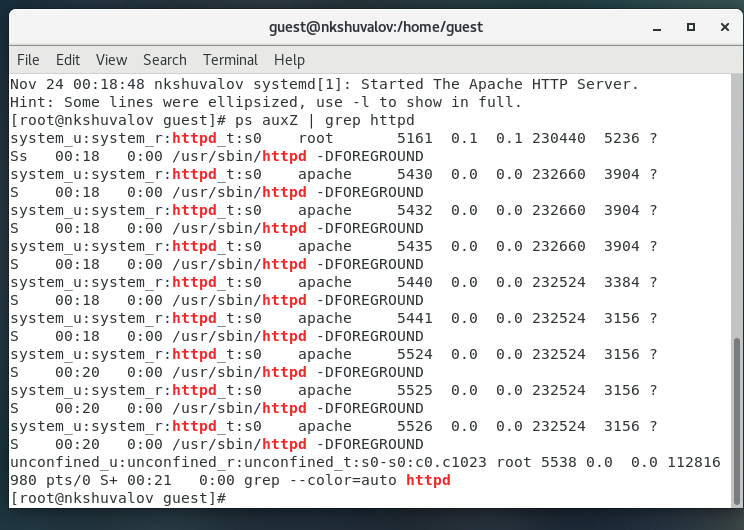 guest@nkshuvalov:/home/guest
File Edit View Search Terminal Help
Nov 24 00:18:48 nkshuvalov systemd[1]: Started The Apache HTTP Server.
Hint: Some lines were ellipsized, use -l to show in full.
[root@nkshuvalov guest]# ps auxZ | grep httpd
system_u:system_r:httpd_t:s0    root       5161  0.1  0.1 230440  5236 ?
Ss   00:18   0:00 /usr/sbin/httpd -DFOREGROUND
system_u:system_r:httpd_t:s0    apache     5430  0.0  0.0 232660  3904 ?
S    00:18   0:00 /usr/sbin/httpd -DFOREGROUND
system_u:system_r:httpd_t:s0    apache     5432  0.0  0.0 232660  3904 ?
S    00:18   0:00 /usr/sbin/httpd -DFOREGROUND
system_u:system_r:httpd_t:s0    apache     5435  0.0  0.0 232660  3904 ?
S    00:18   0:00 /usr/sbin/httpd -DFOREGROUND
system_u:system_r:httpd_t:s0    apache     5440  0.0  0.0 232524  3384 ?
S    00:18   0:00 /usr/sbin/httpd -DFOREGROUND
system_u:system_r:httpd_t:s0    apache     5441  0.0  0.0 232524  3156 ?
S    00:18   0:00 /usr/sbin/httpd -DFOREGROUND
system_u:system_r:httpd_t:s0    apache     5524  0.0  0.0 232524  3156 ?
S    00:20   0:00 /usr/sbin/httpd -DFOREGROUND
system_u:system_r:httpd_t:s0    apache     5525  0.0  0.0 232524  3156 ?
S    00:20   0:00 /usr/sbin/httpd -DFOREGROUND
system_u:system_r:httpd_t:s0    apache     5526  0.0  0.0 232524  3156 ?
S    00:20   0:00 /usr/sbin/httpd -DFOREGROUND
unconfined_u:unconfined_r:unconfined_t:s0-s0:c0.c1023 root 5538 0.0  0.0 112816
980 pts/0 S+ 00:21   0:00 grep --color=auto httpd
[root@nkshuvalov guest]#